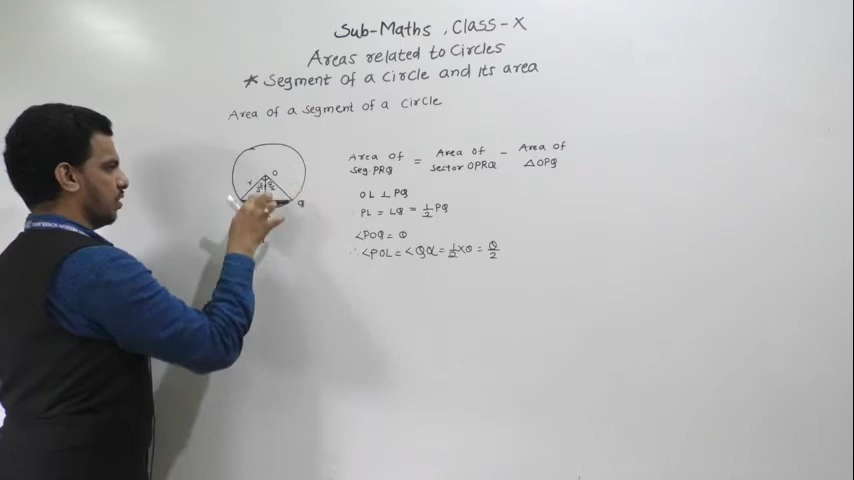 Sub-Maths, Class-X
Areas related to Circles
* Segment of a circle and its area
Area of a segment of a circle
Area of seg. PRQ = Area of sector OPRQ - Area of △OPQ
OL ⊥ PQ
PL = LQ = 1/2 PQ
∠POQ = θ
∴ ∠POL = ∠QOL = 1/2 × θ = θ/2
O
r
Q